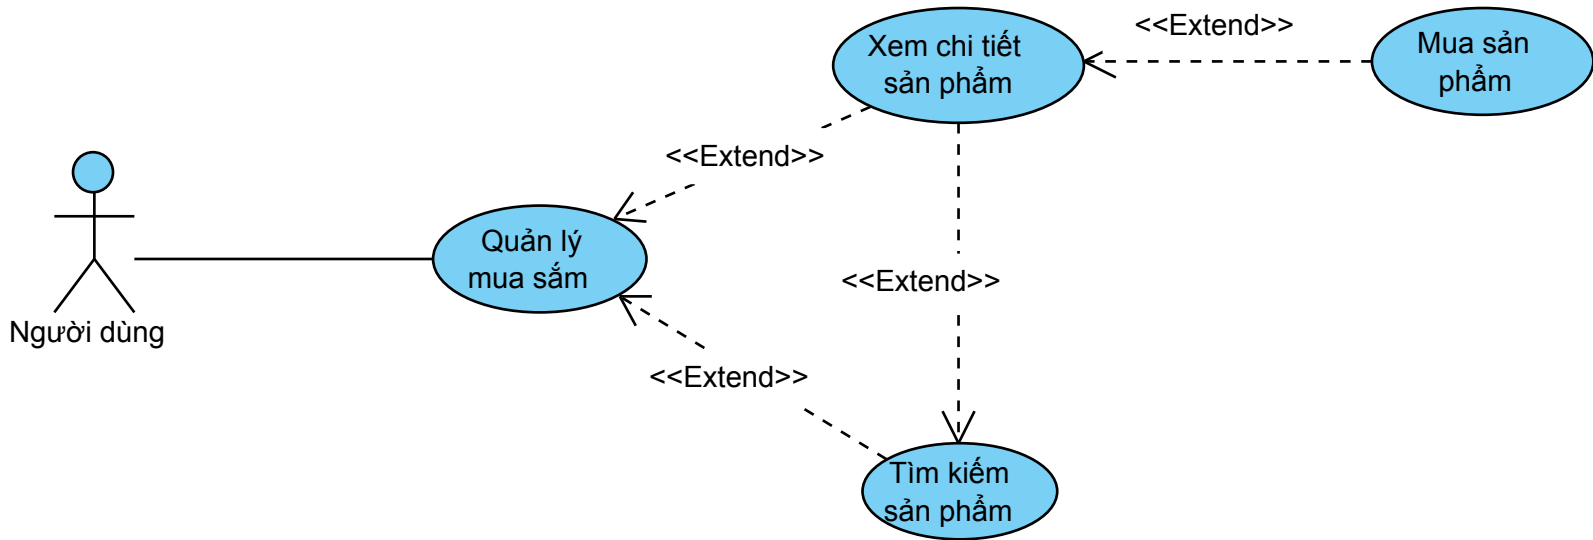 <<Extend>>
Xem chi tiết
sản phẩm
Mua sản
phẩm
<<Extend>>
Quản lý
mua sắm
<<Extend>>
Người dùng
<<Extend>>
Tìm kiếm
sản phẩm